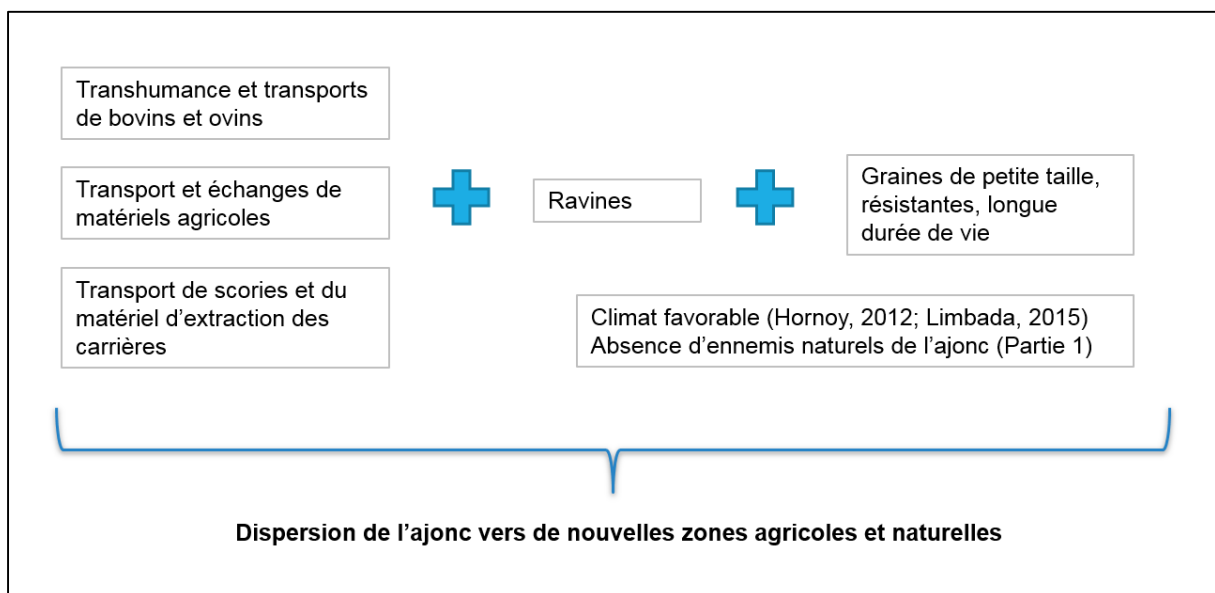 Transhumance et transports
de bovins et ovins
Transport et échanges de
matériels agricoles
Transport de scories et du
matériel d'extraction des
carrières
Ravines
Graines de petite taille,
résistantes, longue
durée de vie
Climat favorable (Hornoy, 2012; Limbada, 2015)
Absence d'ennemis naturels de l'ajonc (Partie 1)
Dispersion de l'ajonc vers de nouvelles zones agricoles et naturelles